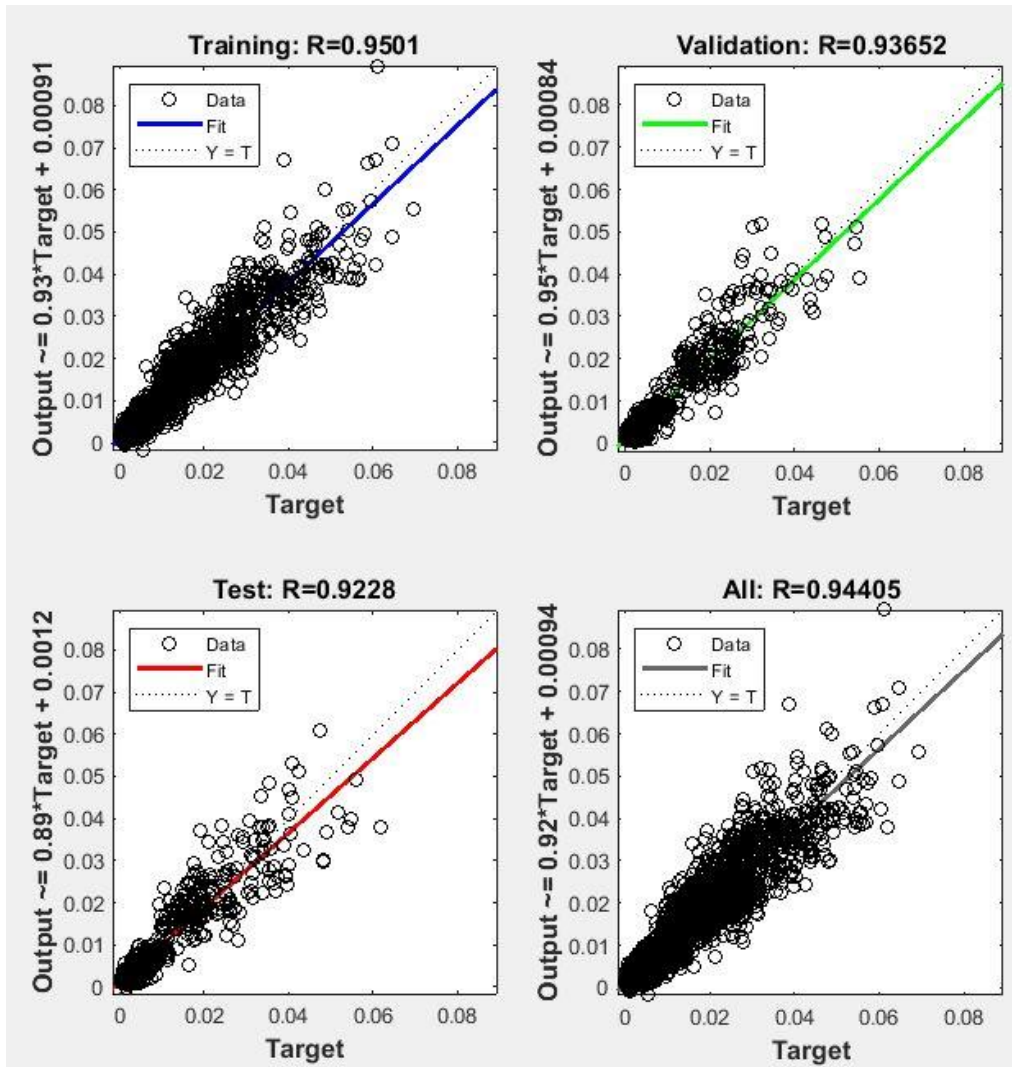 Training: R=0.9501
Output ~= 0.93*Target + 0.00091
0.08
0.07
0.06
0.05
0.04
0.03
0.02
0.01
0
Data
Fit
Y = T
0 0.02 0.04 0.06 0.08
Target
Validation: R=0.93652
Output ~= 0.95*Target + 0.00084
0.08
0.07
0.06
0.05
0.04
0.03
0.02
0.01
0
Data
Fit
Y = T
0 0.02 0.04 0.06 0.08
Target
Test: R=0.9228
Output ~= 0.89*Target + 0.0012
0.08
0.07
0.06
0.05
0.04
0.03
0.02
0.01
0
Data
Fit
Y = T
0 0.02 0.04 0.06 0.08
Target
All: R=0.94405
Output ~= 0.92*Target + 0.00094
0.08
0.07
0.06
0.05
0.04
0.03
0.02
0.01
0
Data
Fit
Y = T
0 0.02 0.04 0.06 0.08
Target